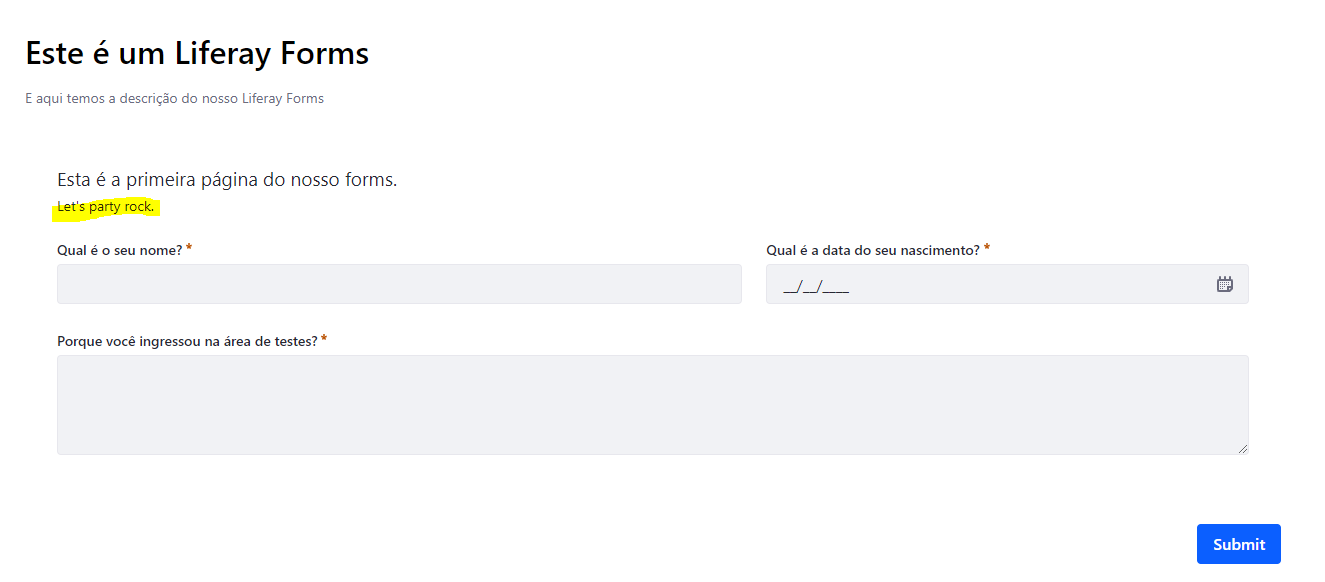 Este é um Liferay Forms
E aqui temos a descrição do nosso Liferay Forms
Esta é a primeira página do nosso forms.
Let's party rock.
Qual é o seu nome? *
Qual é a data do seu nascimento? *
__/__/____
Porque você ingressou na área de testes? *
Submit